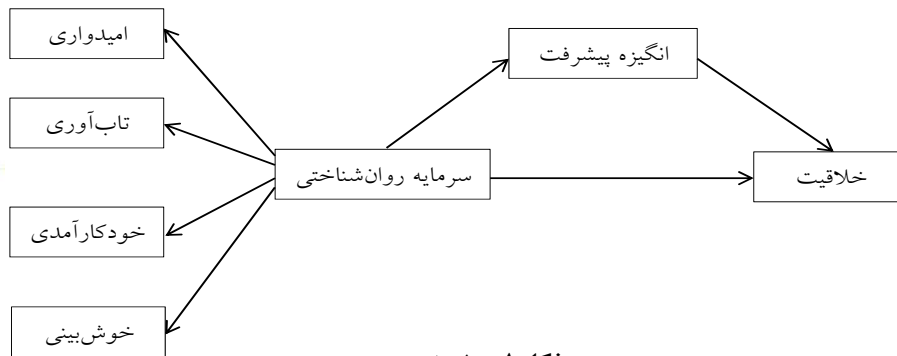 امیدواری
انگیزه پیشرفت
تاب‌آوری
سرمایه روان‌شناختی
خلاقیت
خودکارآمدی
خوش‌بینی